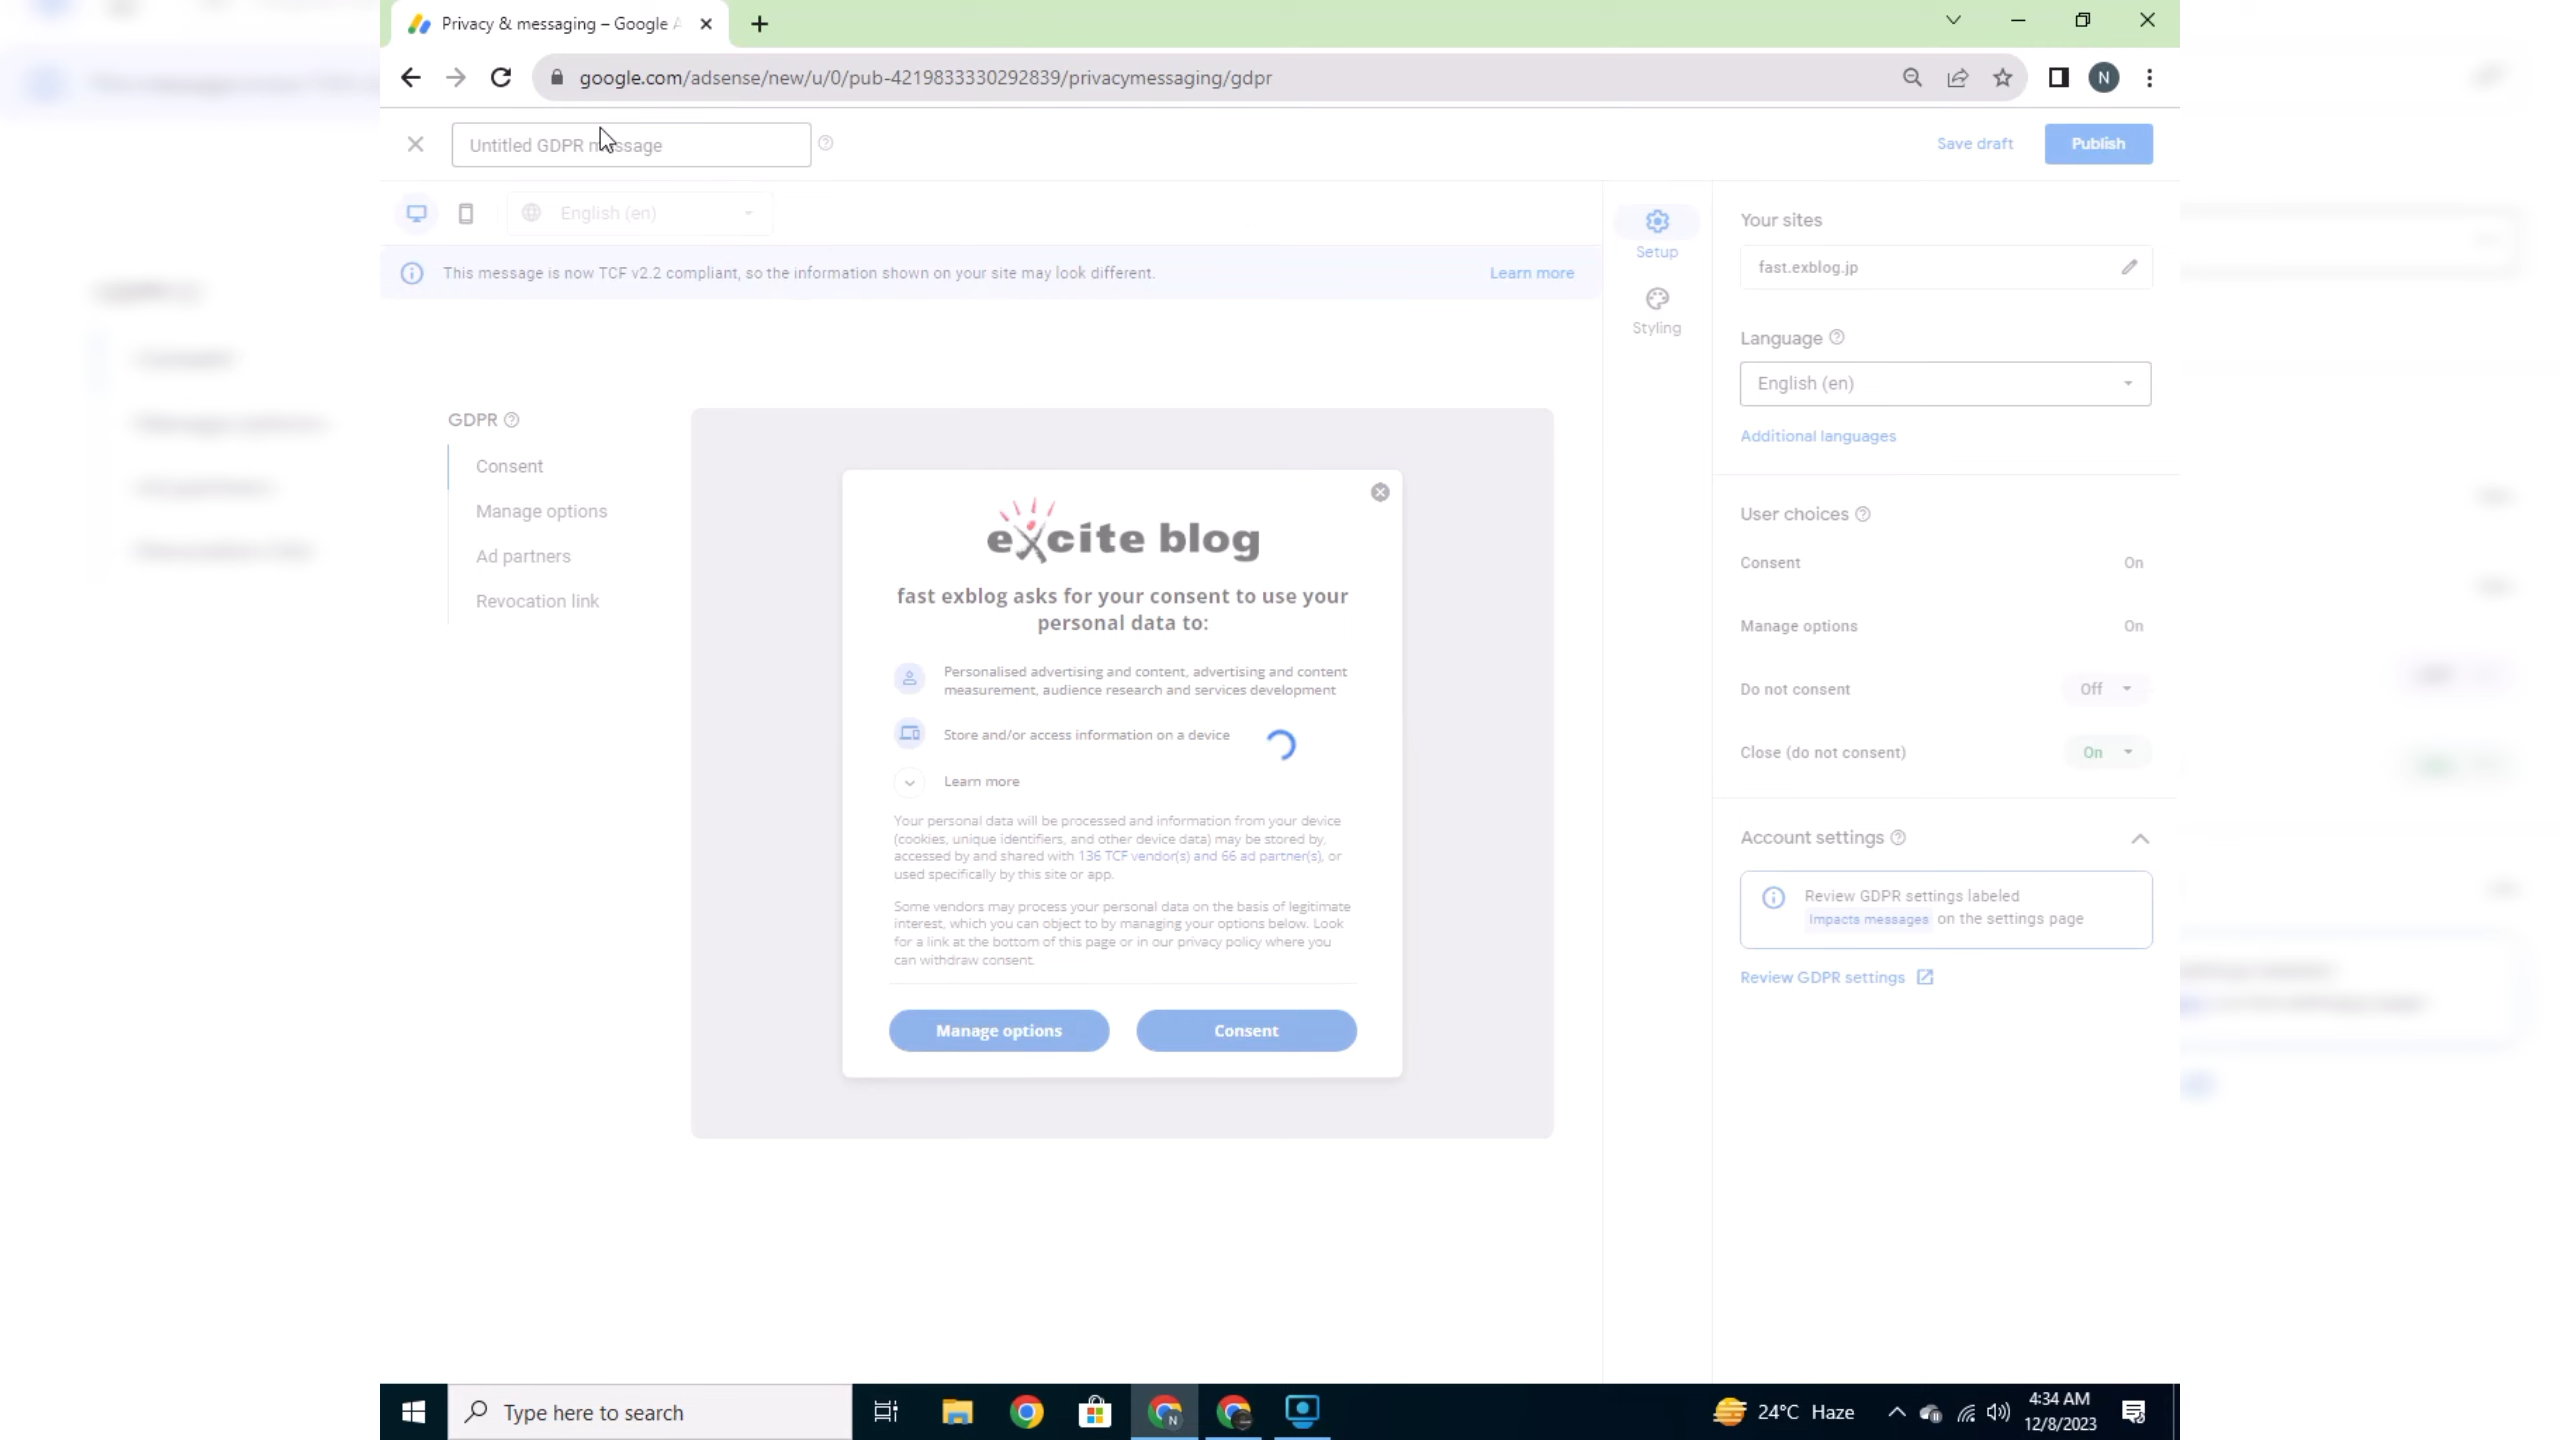 Privacy & messaging – Google A
google.com/adsense/new/u/0/pub-4219833330292839/privacymessaging/gdpr
N
Untitled GDPR message
Save draft
Publish
English (en)
This message is now TCF v2.2 compliant, so the information shown on your site may look different.
Learn more
GDPR
Consent
Manage options
Ad partners
Revocation link
excite blog
fast exblog asks for your consent to use your
personal data to:
Personalised advertising and content, advertising and content
measurement, audience research and services development
Store and/or access information on a device
Learn more
Your personal data will be processed and information from your device
(cookies, unique identifiers, and other device data) may be stored by,
accessed by and shared with 136 TCF vendor(s) and 66 ad partner(s), or
used specifically by this site or app.
Some vendors may process your personal data on the basis of legitimate
interest, which you can object to by managing your options below. Look
for a link at the bottom of this page or in our privacy policy where you
can withdraw consent.
Manage options
Consent
Setup
Styling
Your sites
fast.exblog.jp
Language
English (en)
Additional languages
User choices
Consent On
Manage options On
Do not consent Off
Close (do not consent) On
Account settings
Review GDPR settings labeled
Impacts messages on the settings page
Review GDPR settings
Type here to search
N
24°C Haze
4:34 AM
12/8/2023